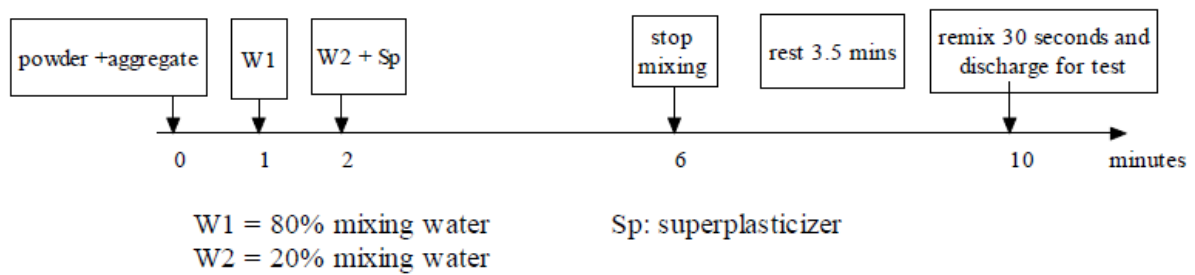 powder +aggregate
W1
W2 + Sp
stop
mixing
rest 3.5 mins
remix 30 seconds and
discharge for test
0
1
2
6
10
minutes
W1 = 80% mixing water
Sp: superplasticizer
W2 = 20% mixing water